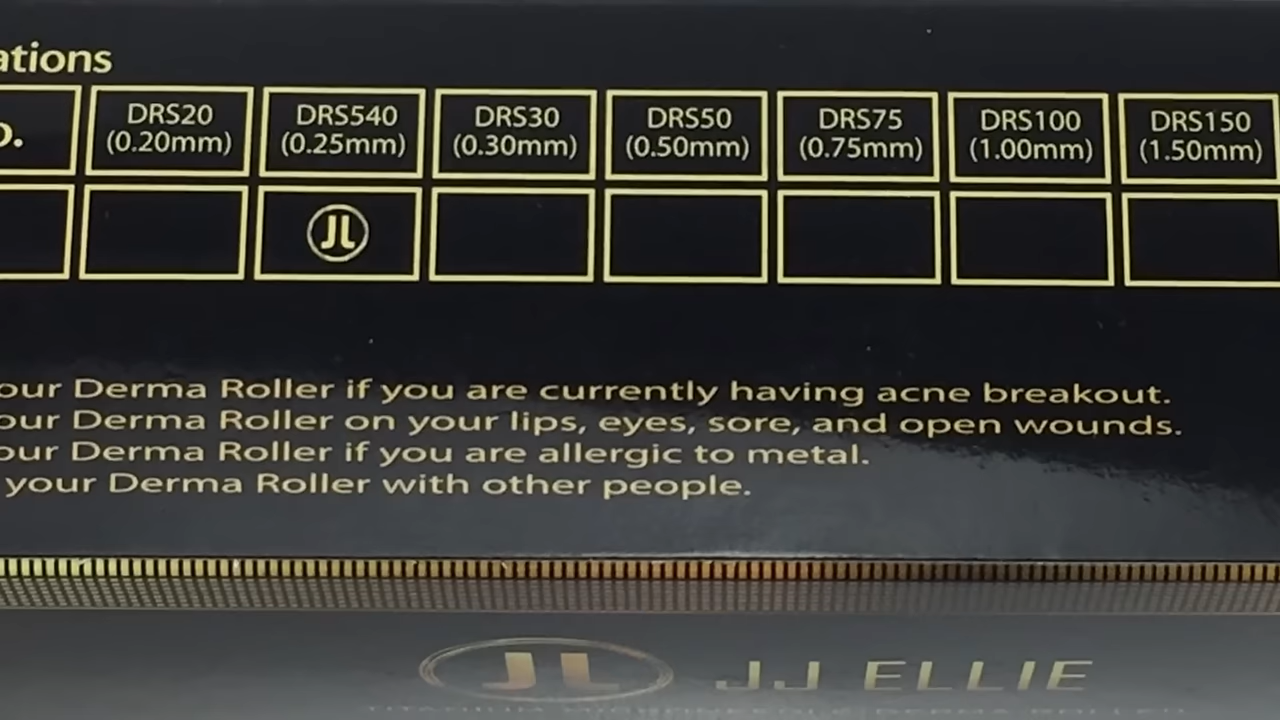 ations
o. DRS20 DRS540 DRS30 DRS50 DRS75 DRS100 DRS150
(0.20mm) (0.25mm) (0.30mm) (0.50mm) (0.75mm) (1.00mm) (1.50mm)
JL
our Derma Roller if you are currently having acne breakout.
our Derma Roller on your lips, eyes, sore, and open wounds.
our Derma Roller if you are allergic to metal.
your Derma Roller with other people.
JL JJ ELLIE